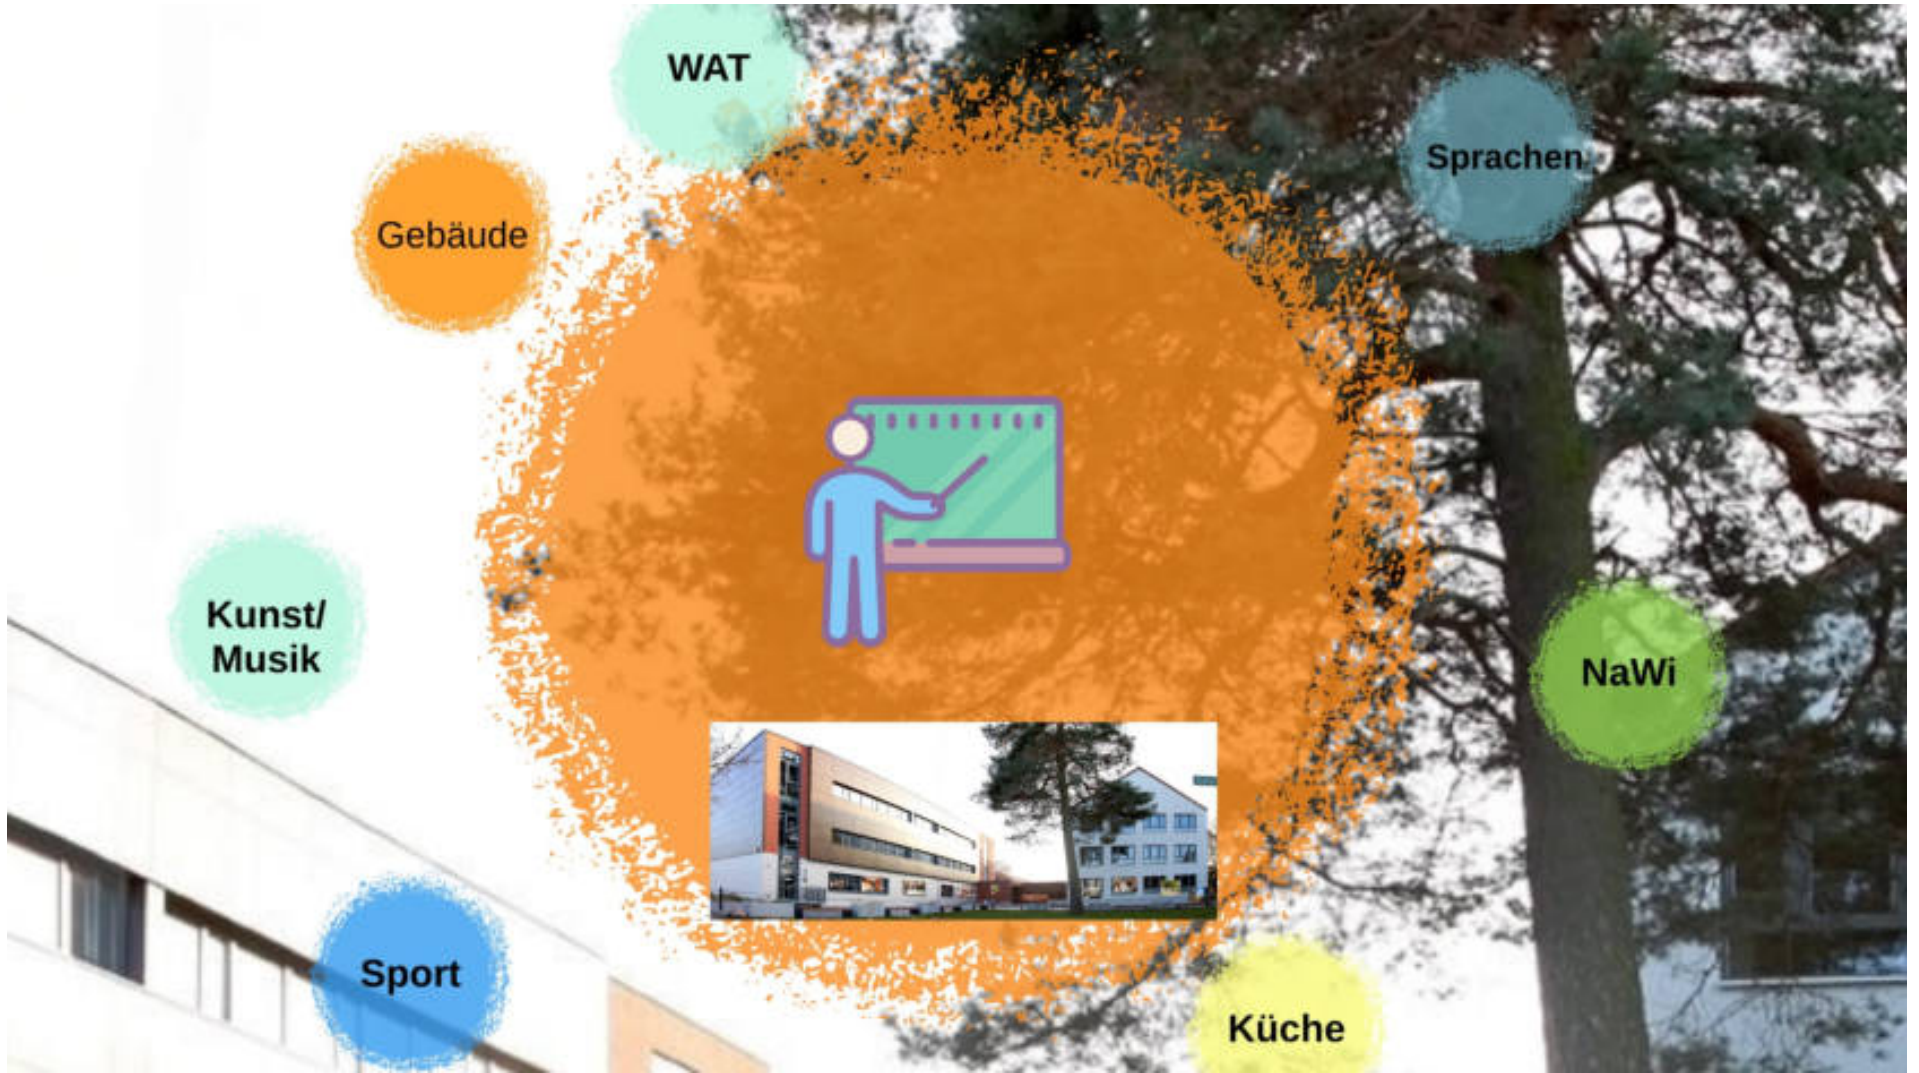 WAT
Sprachen
Gebäude
Kunst/
Musik
NaWi
Sport
Küche